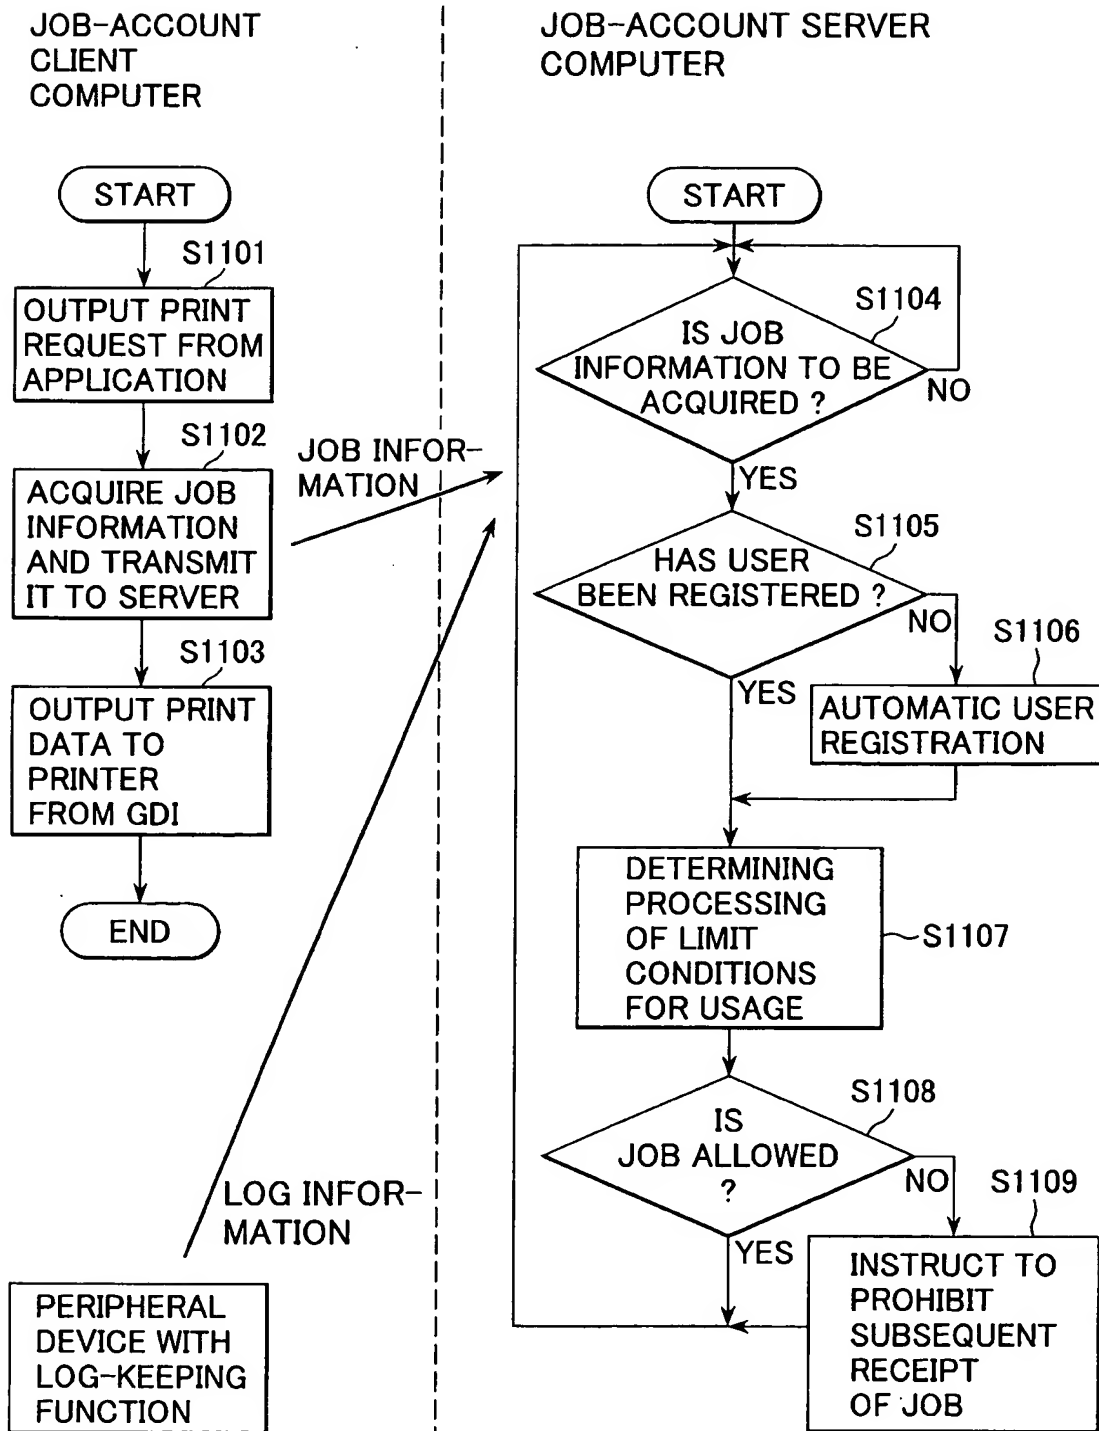 JOB-ACCOUNT
CLIENT
COMPUTER
START
S1101
OUTPUT PRINT
REQUEST FROM
APPLICATION
S1102
ACQUIRE JOB
INFORMATION
AND TRANSMIT
IT TO SERVER
S1103
OUTPUT PRINT
DATA TO
PRINTER
FROM GDI
END
JOB INFOR-
MATION
LOG INFOR-
MATION
PERIPHERAL
DEVICE WITH
LOG-KEEPING
FUNCTION
JOB-ACCOUNT SERVER
COMPUTER
START
S1104
IS JOB
INFORMATION TO BE
ACQUIRED ?
NO
YES
S1105
HAS USER
BEEN REGISTERED ?
NO
YES
S1106
AUTOMATIC USER
REGISTRATION
DETERMINING
PROCESSING
OF LIMIT
CONDITIONS
FOR USAGE
S1107
S1108
IS
JOB ALLOWED
?
NO
YES
S1109
INSTRUCT TO
PROHIBIT
SUBSEQUENT
RECEIPT
OF JOB